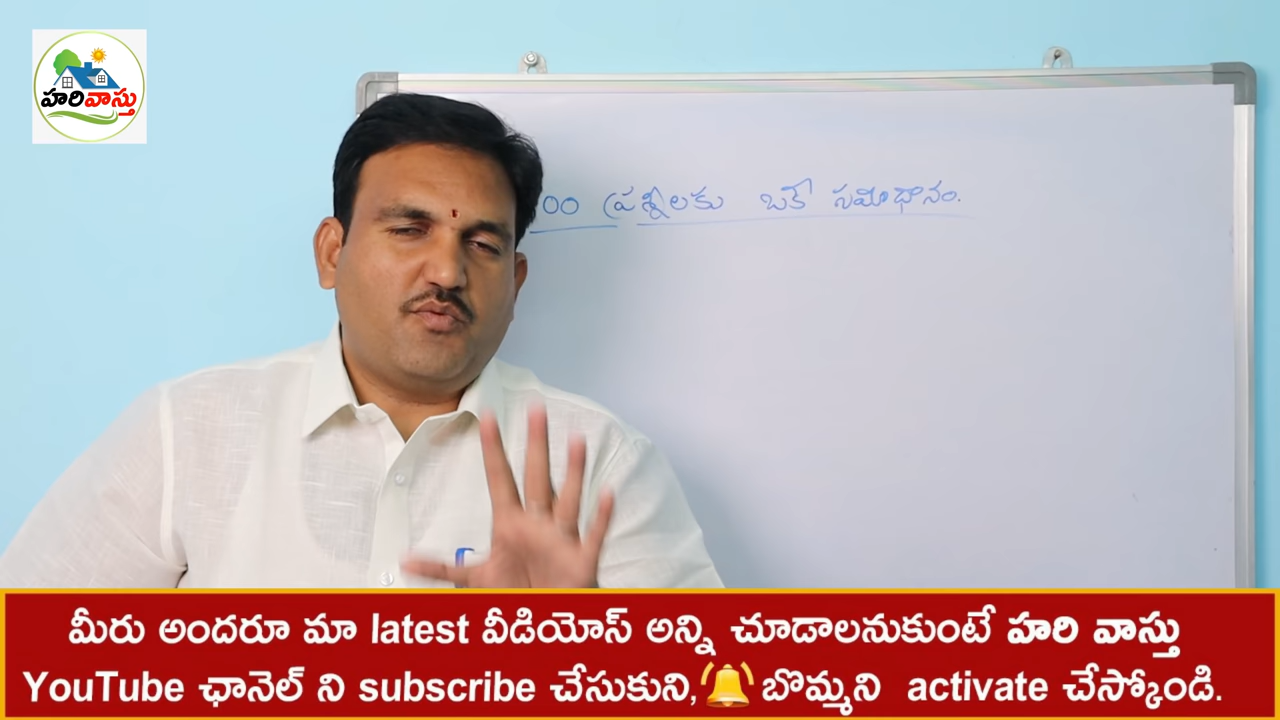 హరివాస్తు
00 ప్రశ్నలకు ఒకే సమాధానం.
మీరు అందరూ మా latest వీడియోస్ అన్ని చూడాలనుకుంటే హరి వాస్తు
YouTube ఛానెల్ ని subscribe చేసుకుని, బొమ్మని activate చేస్కోండి.